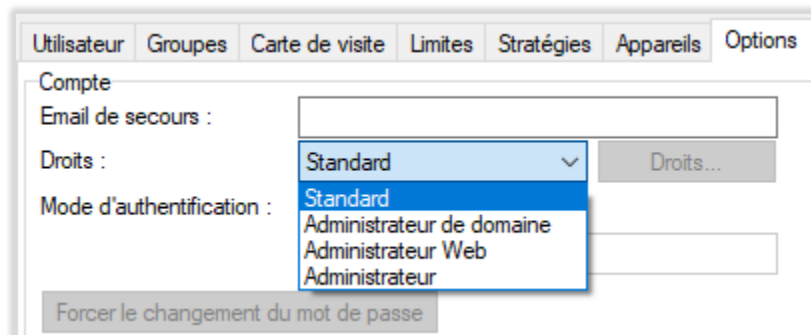 Utilisateur Groupes Carte de visite Limites Stratégies Appareils Options
Compte
Email de secours :
Droits : Standard Droits...
Standard
Mode d'authentification :
Administrateur de domaine
Administrateur Web
Administrateur
Forcer le changement du mot de passe